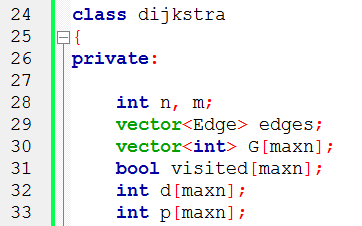 24 class dijkstra
25 {
26 private:
27
28 int n, m;
29 vector<Edge> edges;
30 vector<int> G[maxn];
31 bool visited[maxn];
32 int d[maxn];
33 int p[maxn];